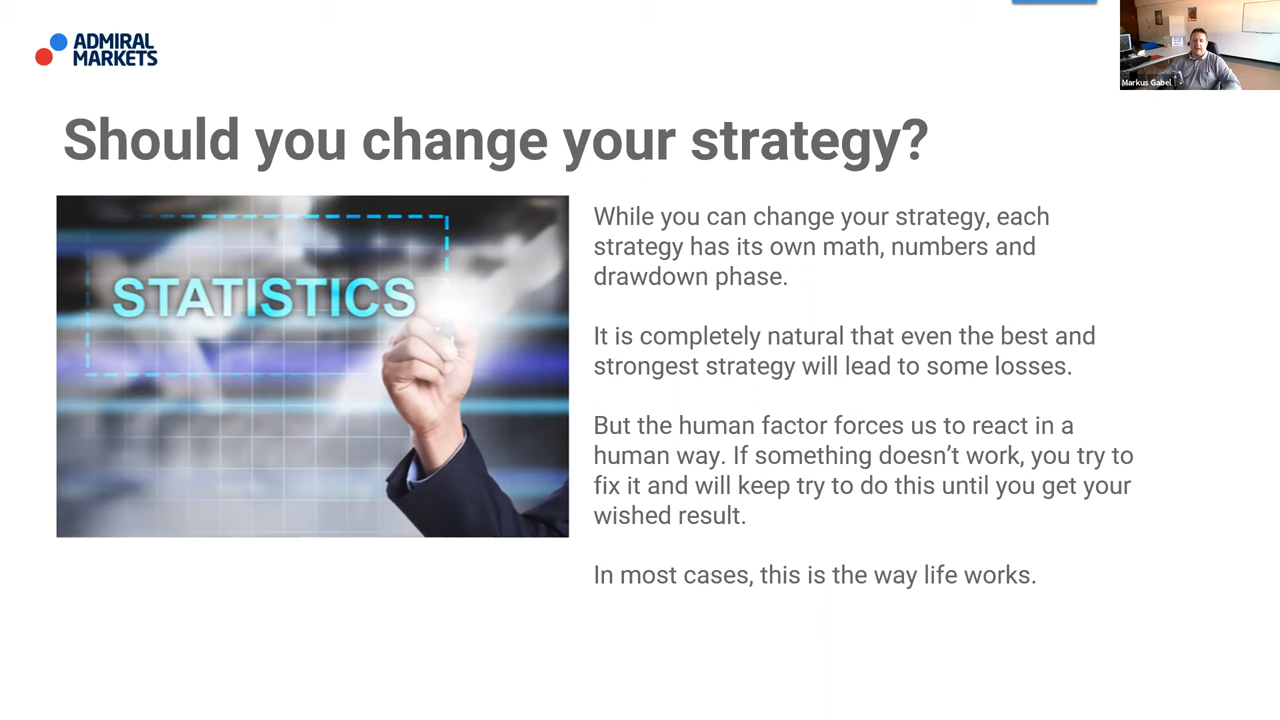 ADMIRAL
MARKETS
Markus Gabel
Should you change your strategy?
STATISTICS
While you can change your strategy, each
strategy has its own math, numbers and
drawdown phase.
It is completely natural that even the best and
strongest strategy will lead to some losses.
But the human factor forces us to react in a
human way. If something doesn’t work, you try to
fix it and will keep try to do this until you get your
wished result.
In most cases, this is the way life works.